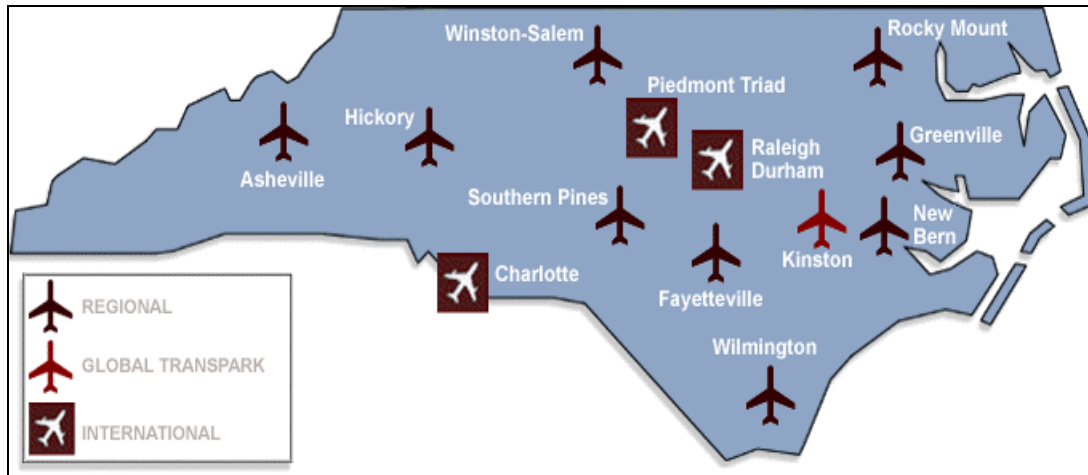 Winston-Salem
Rocky Mount
Piedmont Triad
Hickory
Greenville
Raleigh
Durham
Asheville
Southern Pines
New
Bern
Kinston
Charlotte
Fayetteville
Wilmington
REGIONAL
GLOBAL TRANSPARK
INTERNATIONAL